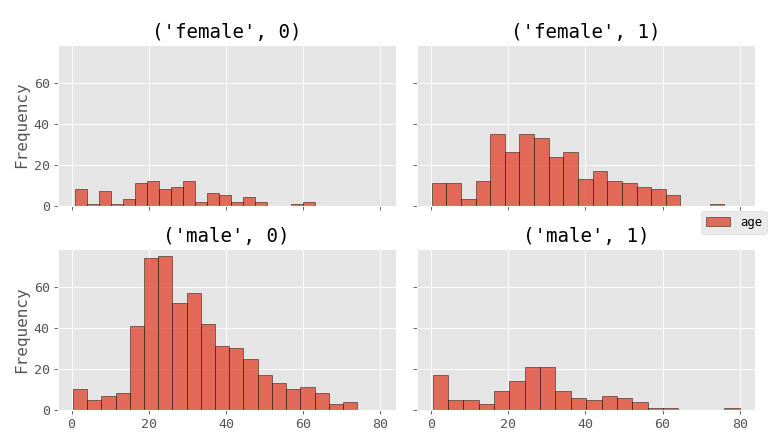 ('female', 0)
('female', 1)
Frequency
60
40
20
0
age
('male', 0)
('male', 1)
Frequency
60
40
20
0
0 20 40 60 80
0 20 40 60 80